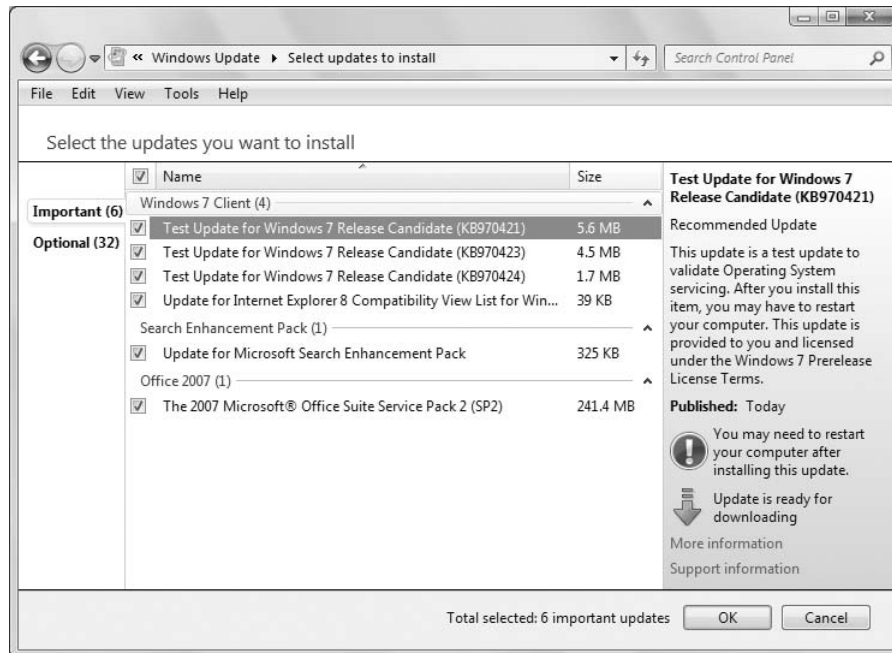 « Windows Update ▸ Select updates to install
Search Control Panel
File Edit View Tools Help
Select the updates you want to install
Name Size
Important (6)
Optional (32)
Windows 7 Client (4)
Test Update for Windows 7 Release Candidate (KB970421) 5.6 MB
Test Update for Windows 7 Release Candidate (KB970423) 4.5 MB
Test Update for Windows 7 Release Candidate (KB970424) 1.7 MB
Update for Internet Explorer 8 Compatibility View List for Win... 39 KB
Search Enhancement Pack (1)
Update for Microsoft Search Enhancement Pack 325 KB
Office 2007 (1)
The 2007 Microsoft® Office Suite Service Pack 2 (SP2) 241.4 MB
Test Update for Windows 7
Release Candidate (KB970421)
Recommended Update
This update is a test update to
validate Operating System
servicing. After you install this
item, you may have to restart
your computer. This update is
provided to you and licensed
under the Windows 7 Prerelease
License Terms.
Published: Today
You may need to restart
your computer after
installing this update.
Update is ready for
downloading
More information
Support information
Total selected: 6 important updates OK Cancel